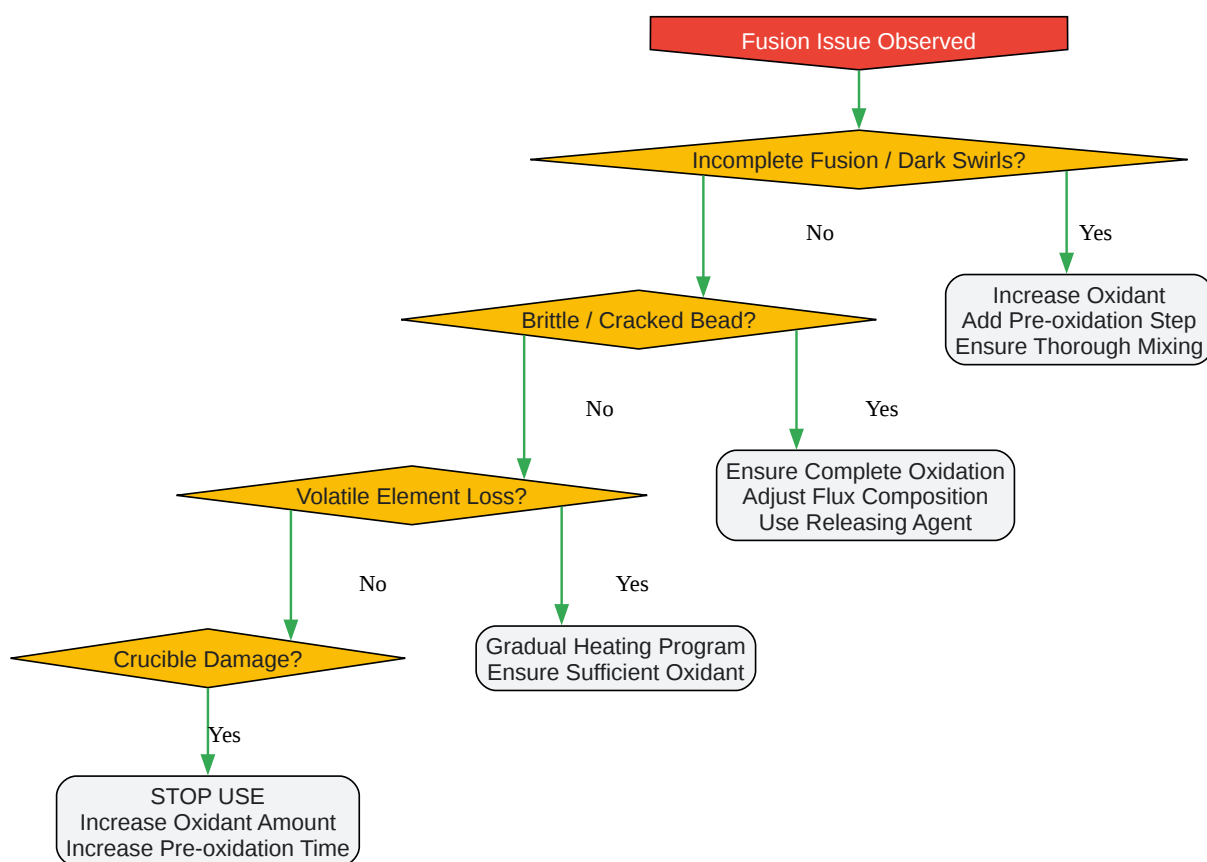 Fusion Issue Observed
Incomplete Fusion / Dark Swirls?
No
Yes
Increase Oxidant
Add Pre-oxidation Step
Ensure Thorough Mixing
Brittle / Cracked Bead?
No
Yes
Ensure Complete Oxidation
Adjust Flux Composition
Use Releasing Agent
Volatile Element Loss?
No
Yes
Gradual Heating Program
Ensure Sufficient Oxidant
Crucible Damage?
Yes
STOP USE
Increase Oxidant Amount
Increase Pre-oxidation Time